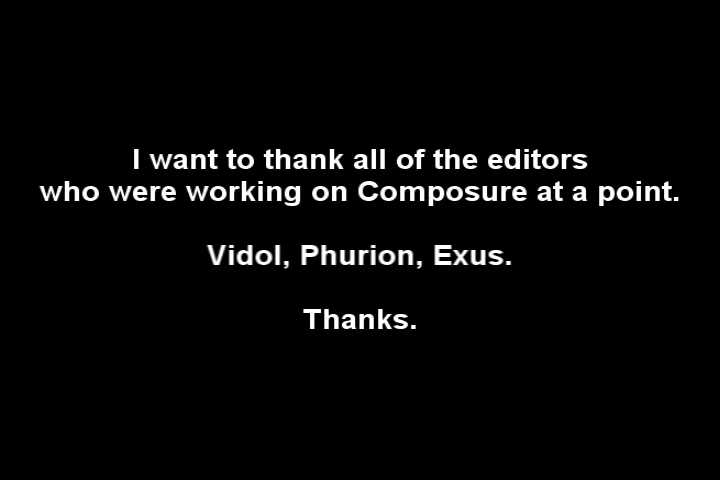 I want to thank all of the editors
who were working on Composure at a point.
Vidol, Phurion, Exus.
Thanks.